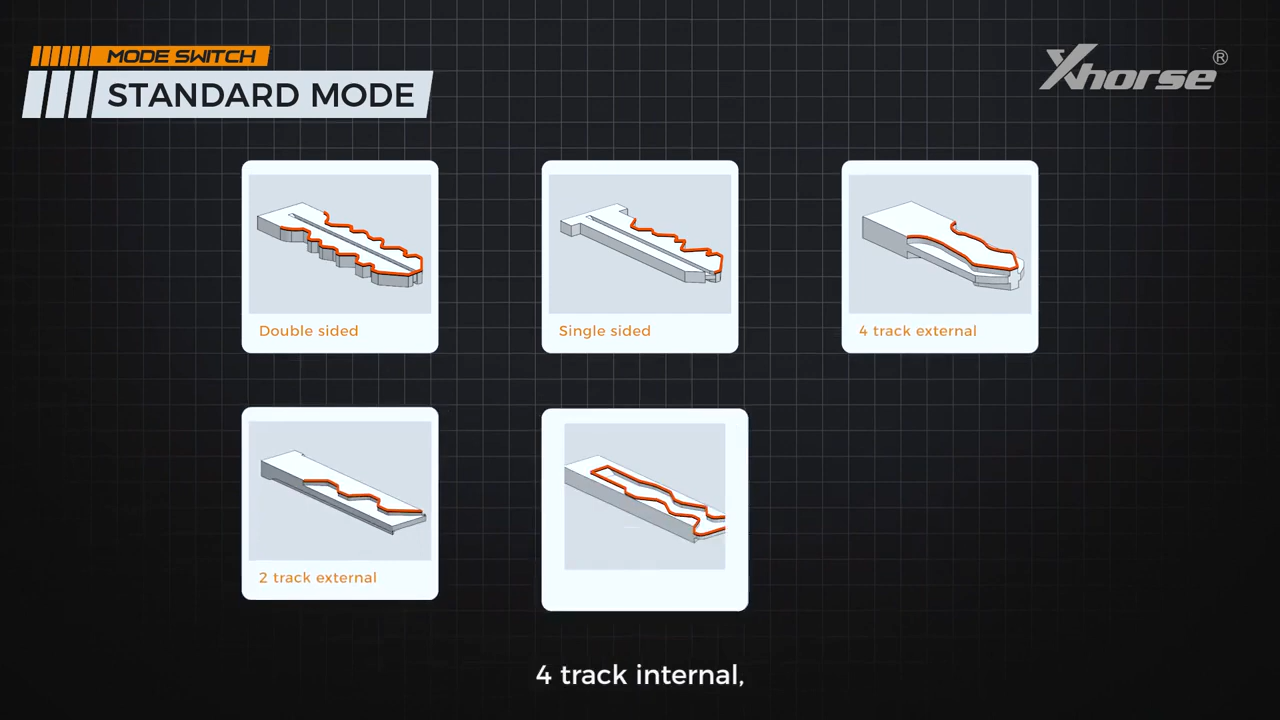 MODE SWITCH
STANDARD MODE
Xhorse®
Double sided
Single sided
4 track external
2 track external
4 track internal,